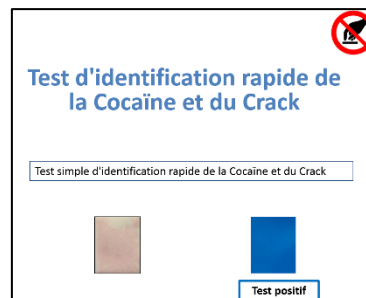 Test d'identification rapide de
la Cocaïne et du Crack
Test simple d'identification rapide de la Cocaïne et du Crack
Test positif